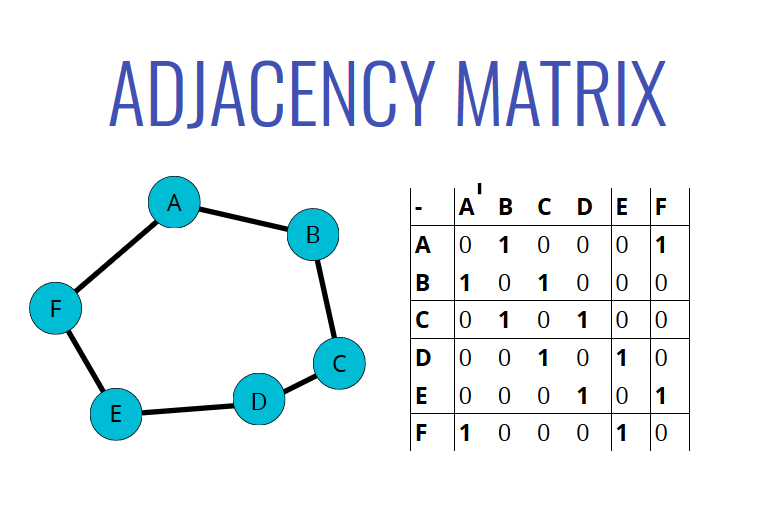 ADJACENCY MATRIX
A
B
F
C
D
E
- A B C D E F
A 0 1 0 0 0 1
B 1 0 1 0 0 0
C 0 1 0 1 0 0
D 0 0 1 0 1 0
E 0 0 0 1 0 1
F 1 0 0 0 1 0